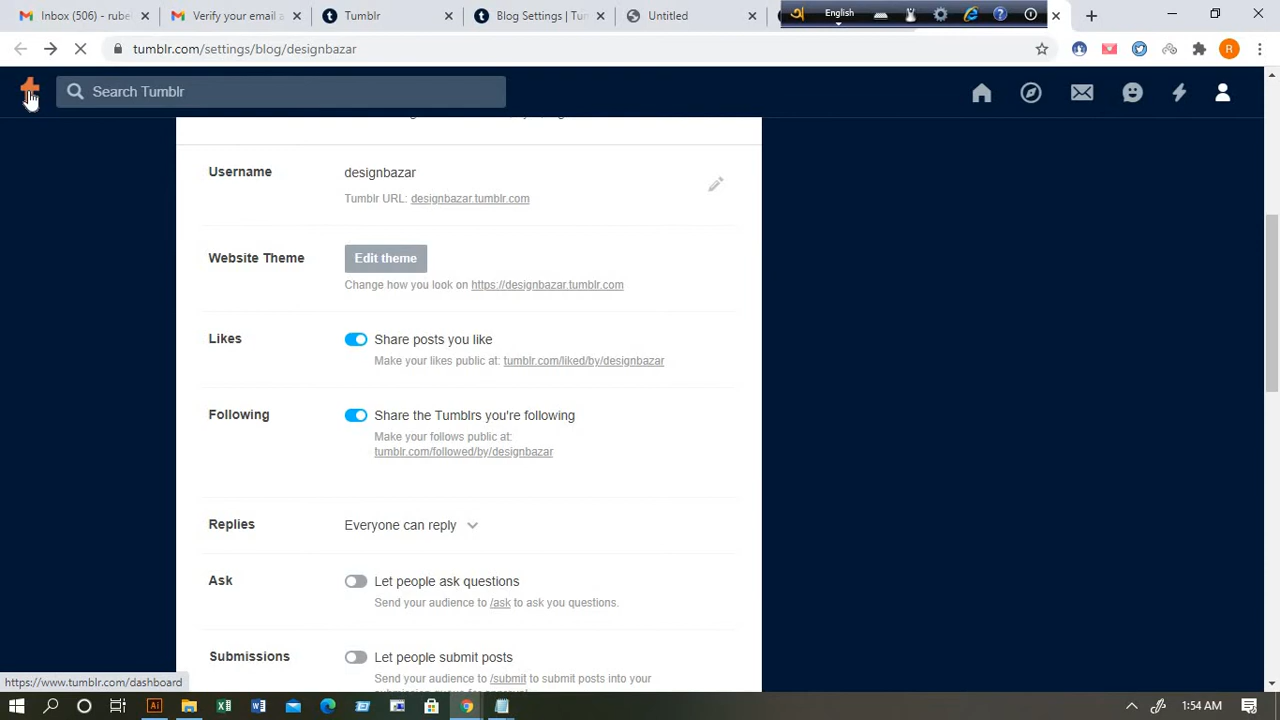 Inbox (500) - rub
Verify your email a
Tumblr
Blog Settings | Tum
Untitled
English
tumblr.com/settings/blog/designbazar
R
Search Tumblr
Username
designbazar
Tumblr URL: designbazar.tumblr.com
Website Theme
Edit theme
Change how you look on https://designbazar.tumblr.com
Likes
Share posts you like
Make your likes public at: tumblr.com/liked/by/designbazar
Following
Share the Tumblrs you're following
Make your follows public at:
tumblr.com/followed/by/designbazar
Replies
Everyone can reply
Ask
Let people ask questions
Send your audience to /ask to ask you questions.
Submissions
Let people submit posts
Send your audience to /submit to submit posts into your
https://www.tumblr.com/dashboard
1:54 AM